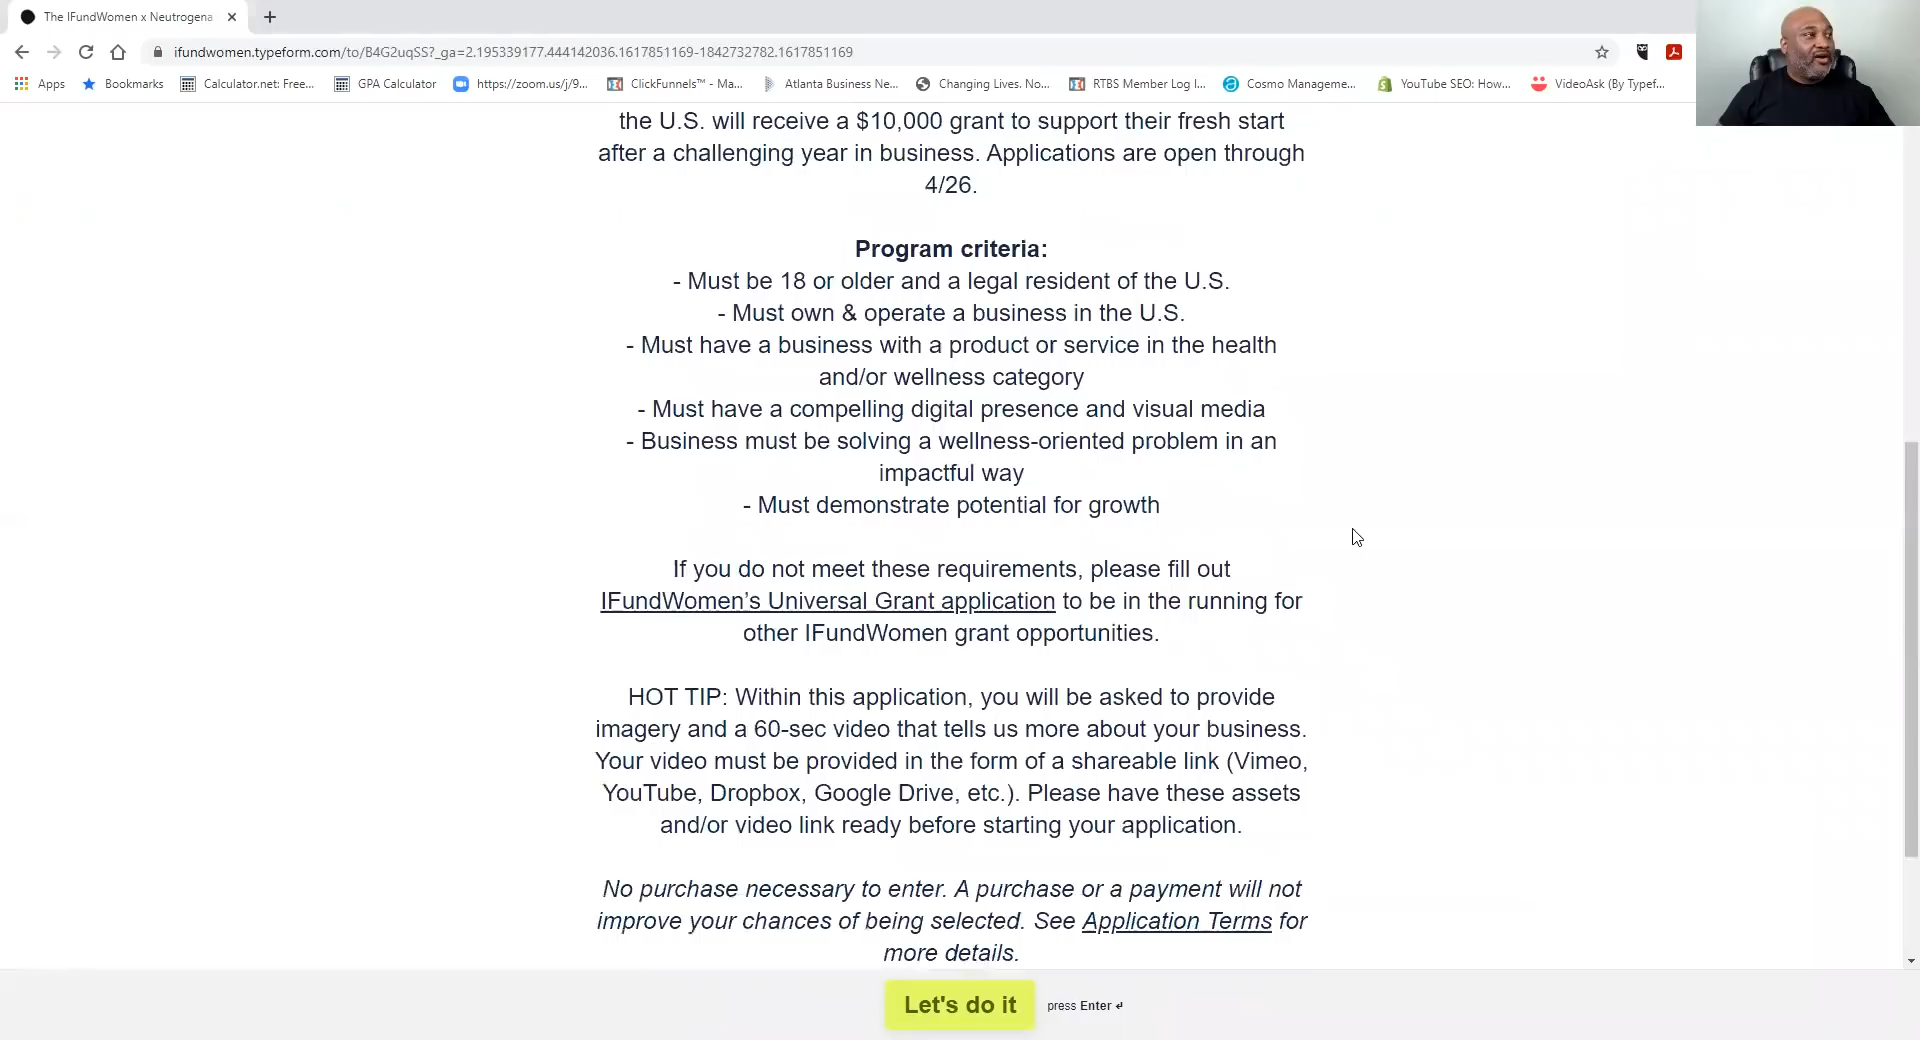 The IFundWomen x Neutrogena
ifundwomen.typeform.com/to/B4G2uqSS?_ga=2.195339177.444142036.1617851169-1842732782.1617851169
Apps Bookmarks Calculator.net: Free... GPA Calculator https://zoom.us/j/9... ClickFunnels™ - Ma... Atlanta Business Ne... Changing Lives. No... RTBS Member Log I... Cosmo Manageme... YouTube SEO: How... VideoAsk (By Typef...
the U.S. will receive a $10,000 grant to support their fresh start
after a challenging year in business. Applications are open through
4/26.
Program criteria:
- Must be 18 or older and a legal resident of the U.S.
- Must own & operate a business in the U.S.
- Must have a business with a product or service in the health
and/or wellness category
- Must have a compelling digital presence and visual media
- Business must be solving a wellness-oriented problem in an
impactful way
- Must demonstrate potential for growth
If you do not meet these requirements, please fill out
IFundWomen's Universal Grant application to be in the running for
other IFundWomen grant opportunities.
HOT TIP: Within this application, you will be asked to provide
imagery and a 60-sec video that tells us more about your business.
Your video must be provided in the form of a shareable link (Vimeo,
YouTube, Dropbox, Google Drive, etc.). Please have these assets
and/or video link ready before starting your application.
No purchase necessary to enter. A purchase or a payment will not
improve your chances of being selected. See Application Terms for
more details.
Let's do it press Enter ↵